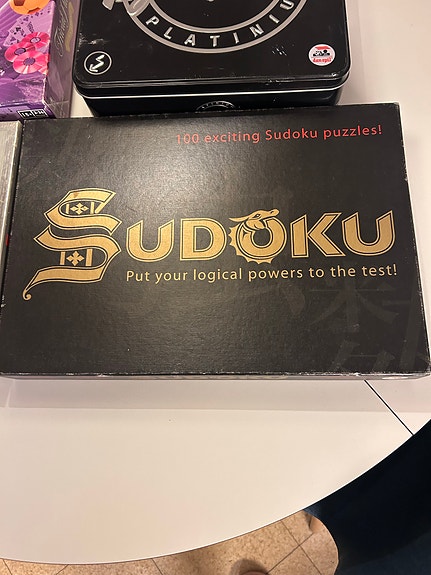 PLATINIU
100 exciting Sudoku puzzles!
SUDOKU
Put your logical powers to the test!